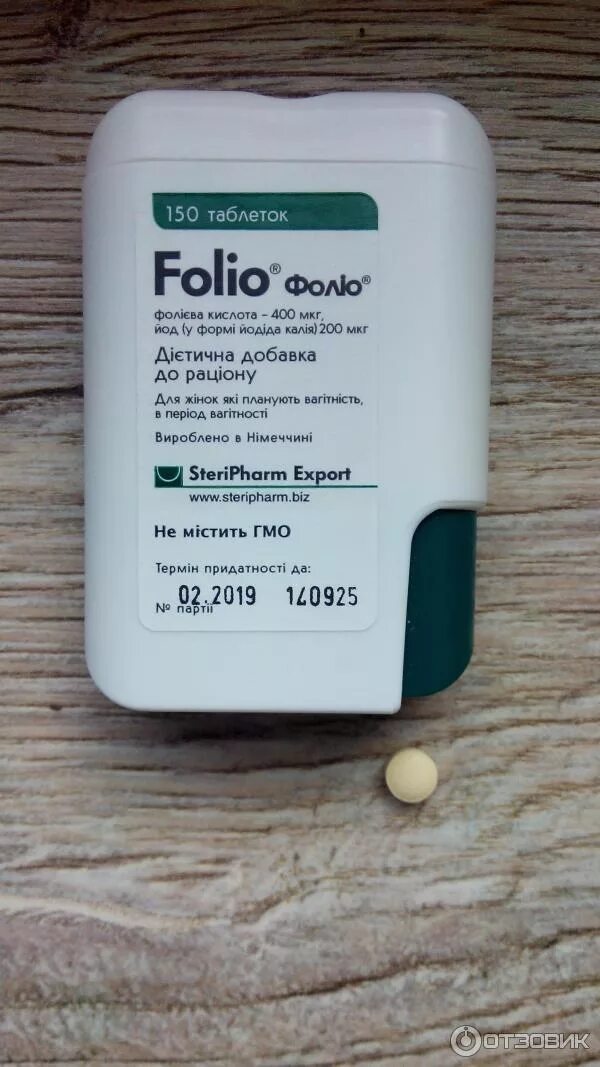 150 таблеток
Folio® Фоліо®
фолієва кислота – 400 мкг,
йод (у формі йодіда калія) 200 мкг
Дієтична добавка
до раціону
Для жінок які планують вагітність,
в період вагітності
Вироблено в Німеччині
SteriPharm Export
www.steripharm.biz
Не містить ГМО
Термін придатності до:
02.2019 140925
№ партії
ОТЗОВИК